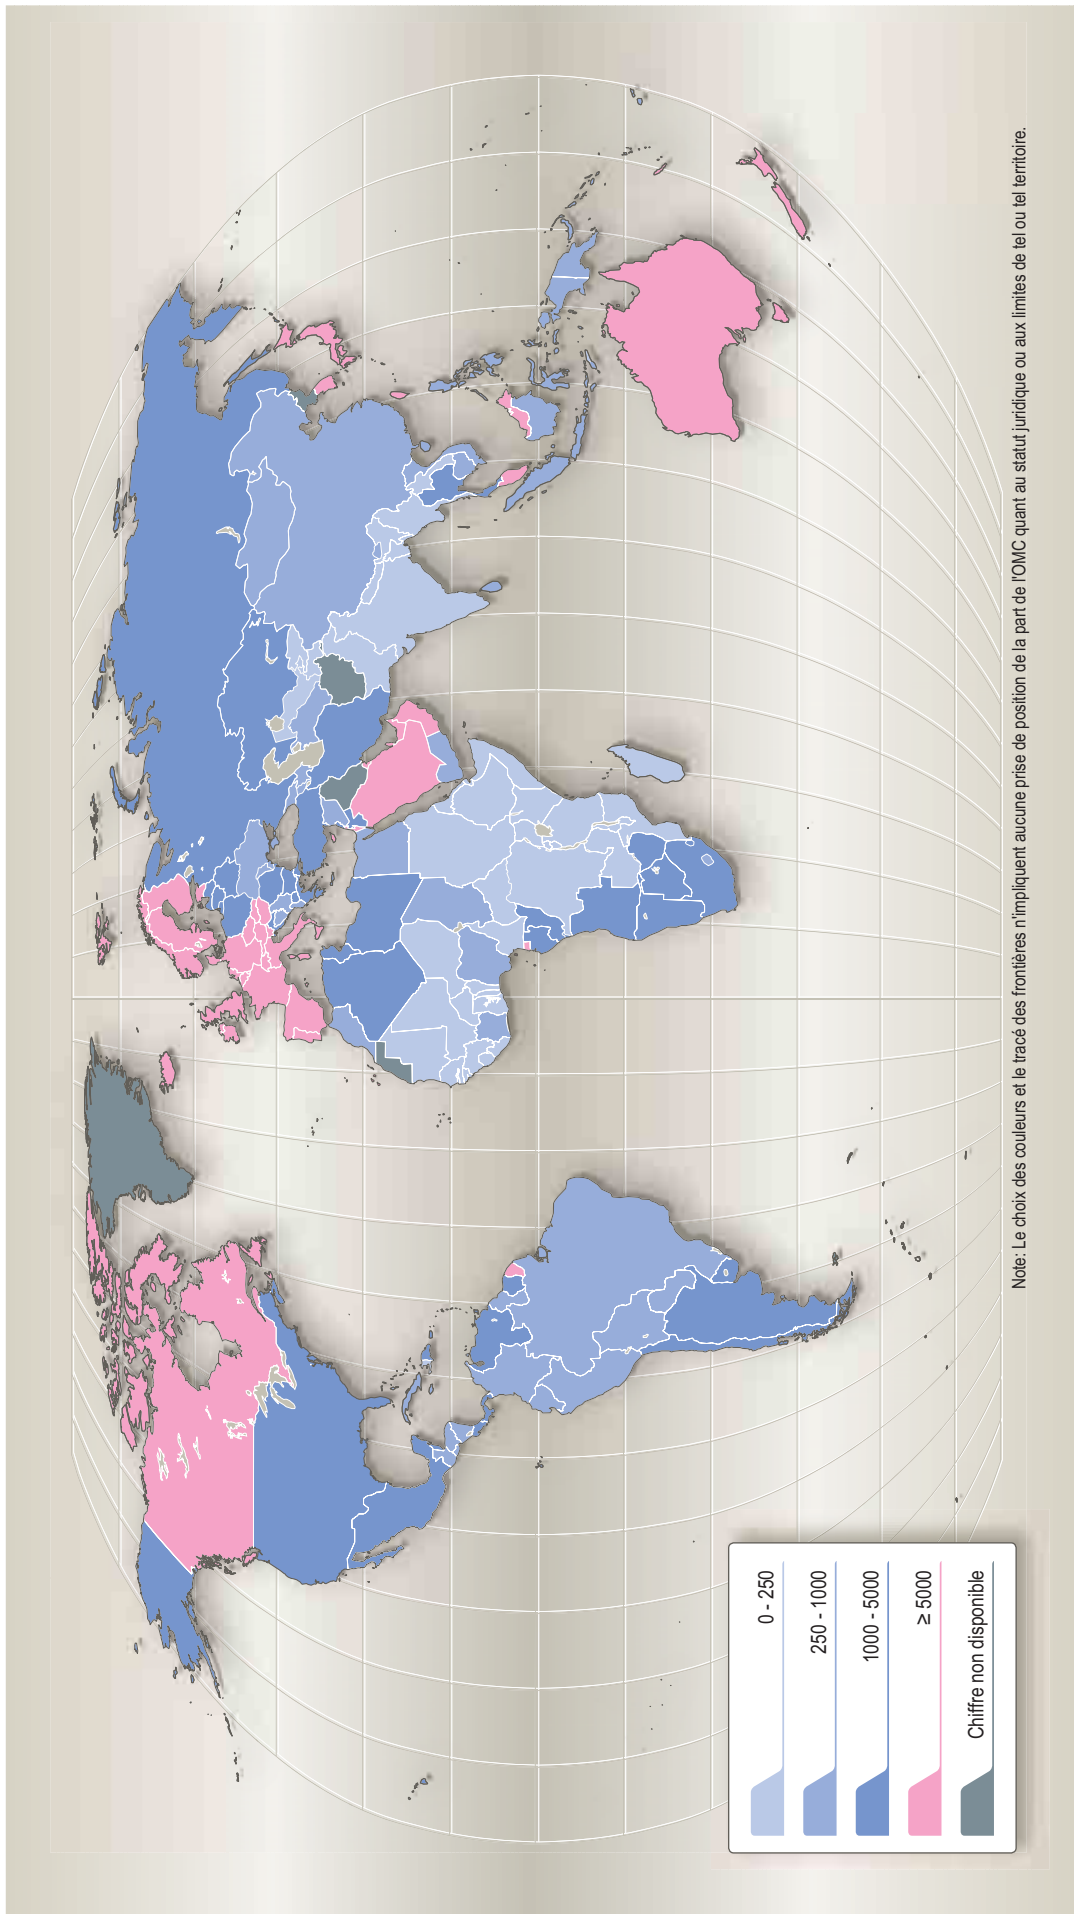 0 - 250
250 - 1000
1000 - 5000
≥ 5000
Chiffre non disponible
Note: Le choix des couleurs et le tracé des frontières n'impliquent aucune prise de position de la part de l'OMC quant au statut juridique ou aux limites de tel ou tel territoire.